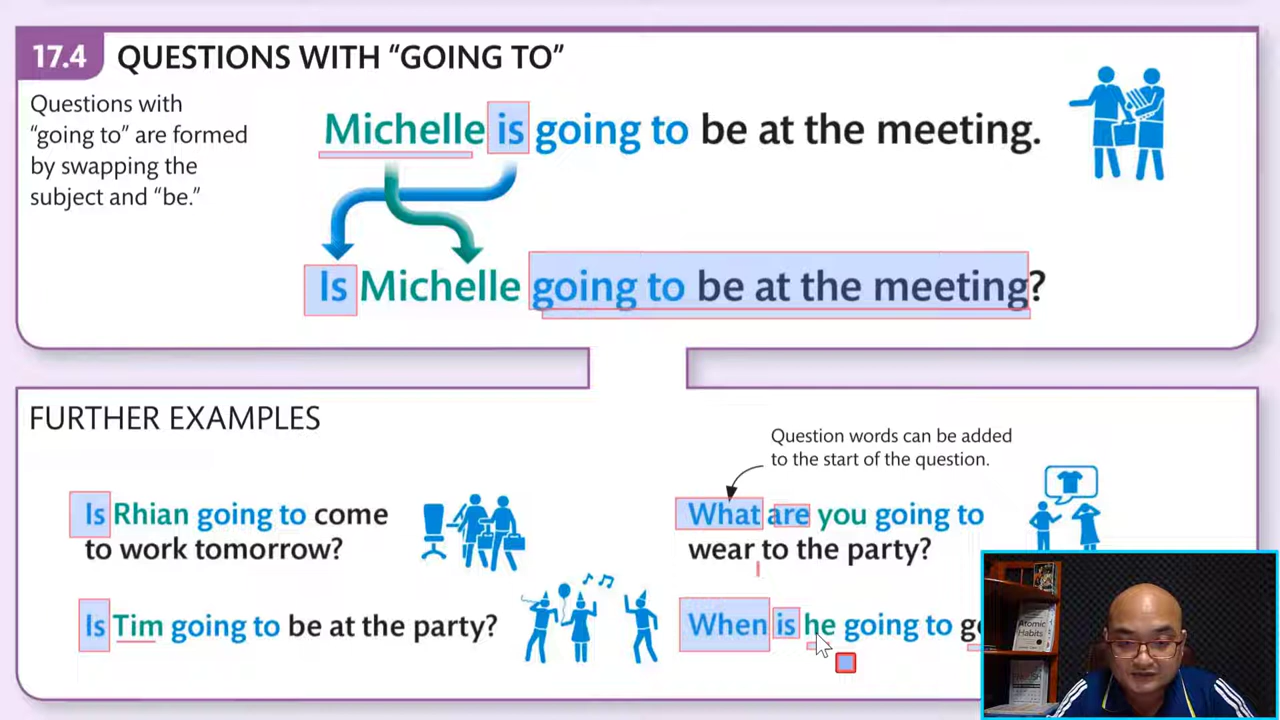 17.4 QUESTIONS WITH “GOING TO”
Questions with
“going to” are formed
by swapping the
subject and “be.”
Michelle is going to be at the meeting.
Is Michelle going to be at the meeting?
FURTHER EXAMPLES
Question words can be added
to the start of the question.
Is Rhian going to come
to work tomorrow?
What are you going to
wear to the party?
Is Tim going to be at the party?
When is he going to
Atomic
Habits